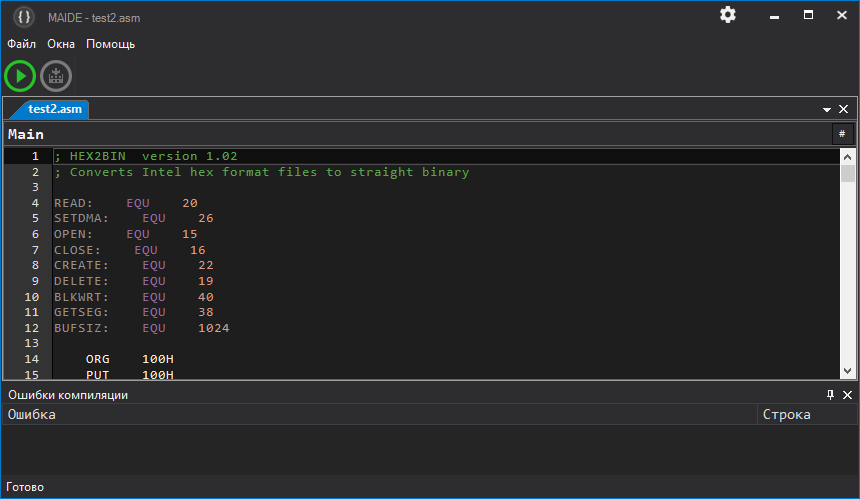 {} MAIDE - test2.asm
Файл Окна Помощь
test2.asm
Main #
1 ; HEX2BIN  version 1.02
2 ; Converts Intel hex format files to straight binary
3
4 READ:    EQU    20
5 SETDMA:    EQU    26
6 OPEN:    EQU    15
7 CLOSE:    EQU    16
8 CREATE:    EQU    22
9 DELETE:    EQU    19
10 BLKWRT:    EQU    40
11 GETSEG:    EQU    38
12 BUFSIZ:    EQU    1024
13
14     ORG    100H
15     PUT    100H
Ошибки компиляции
Ошибка Строка
Готово